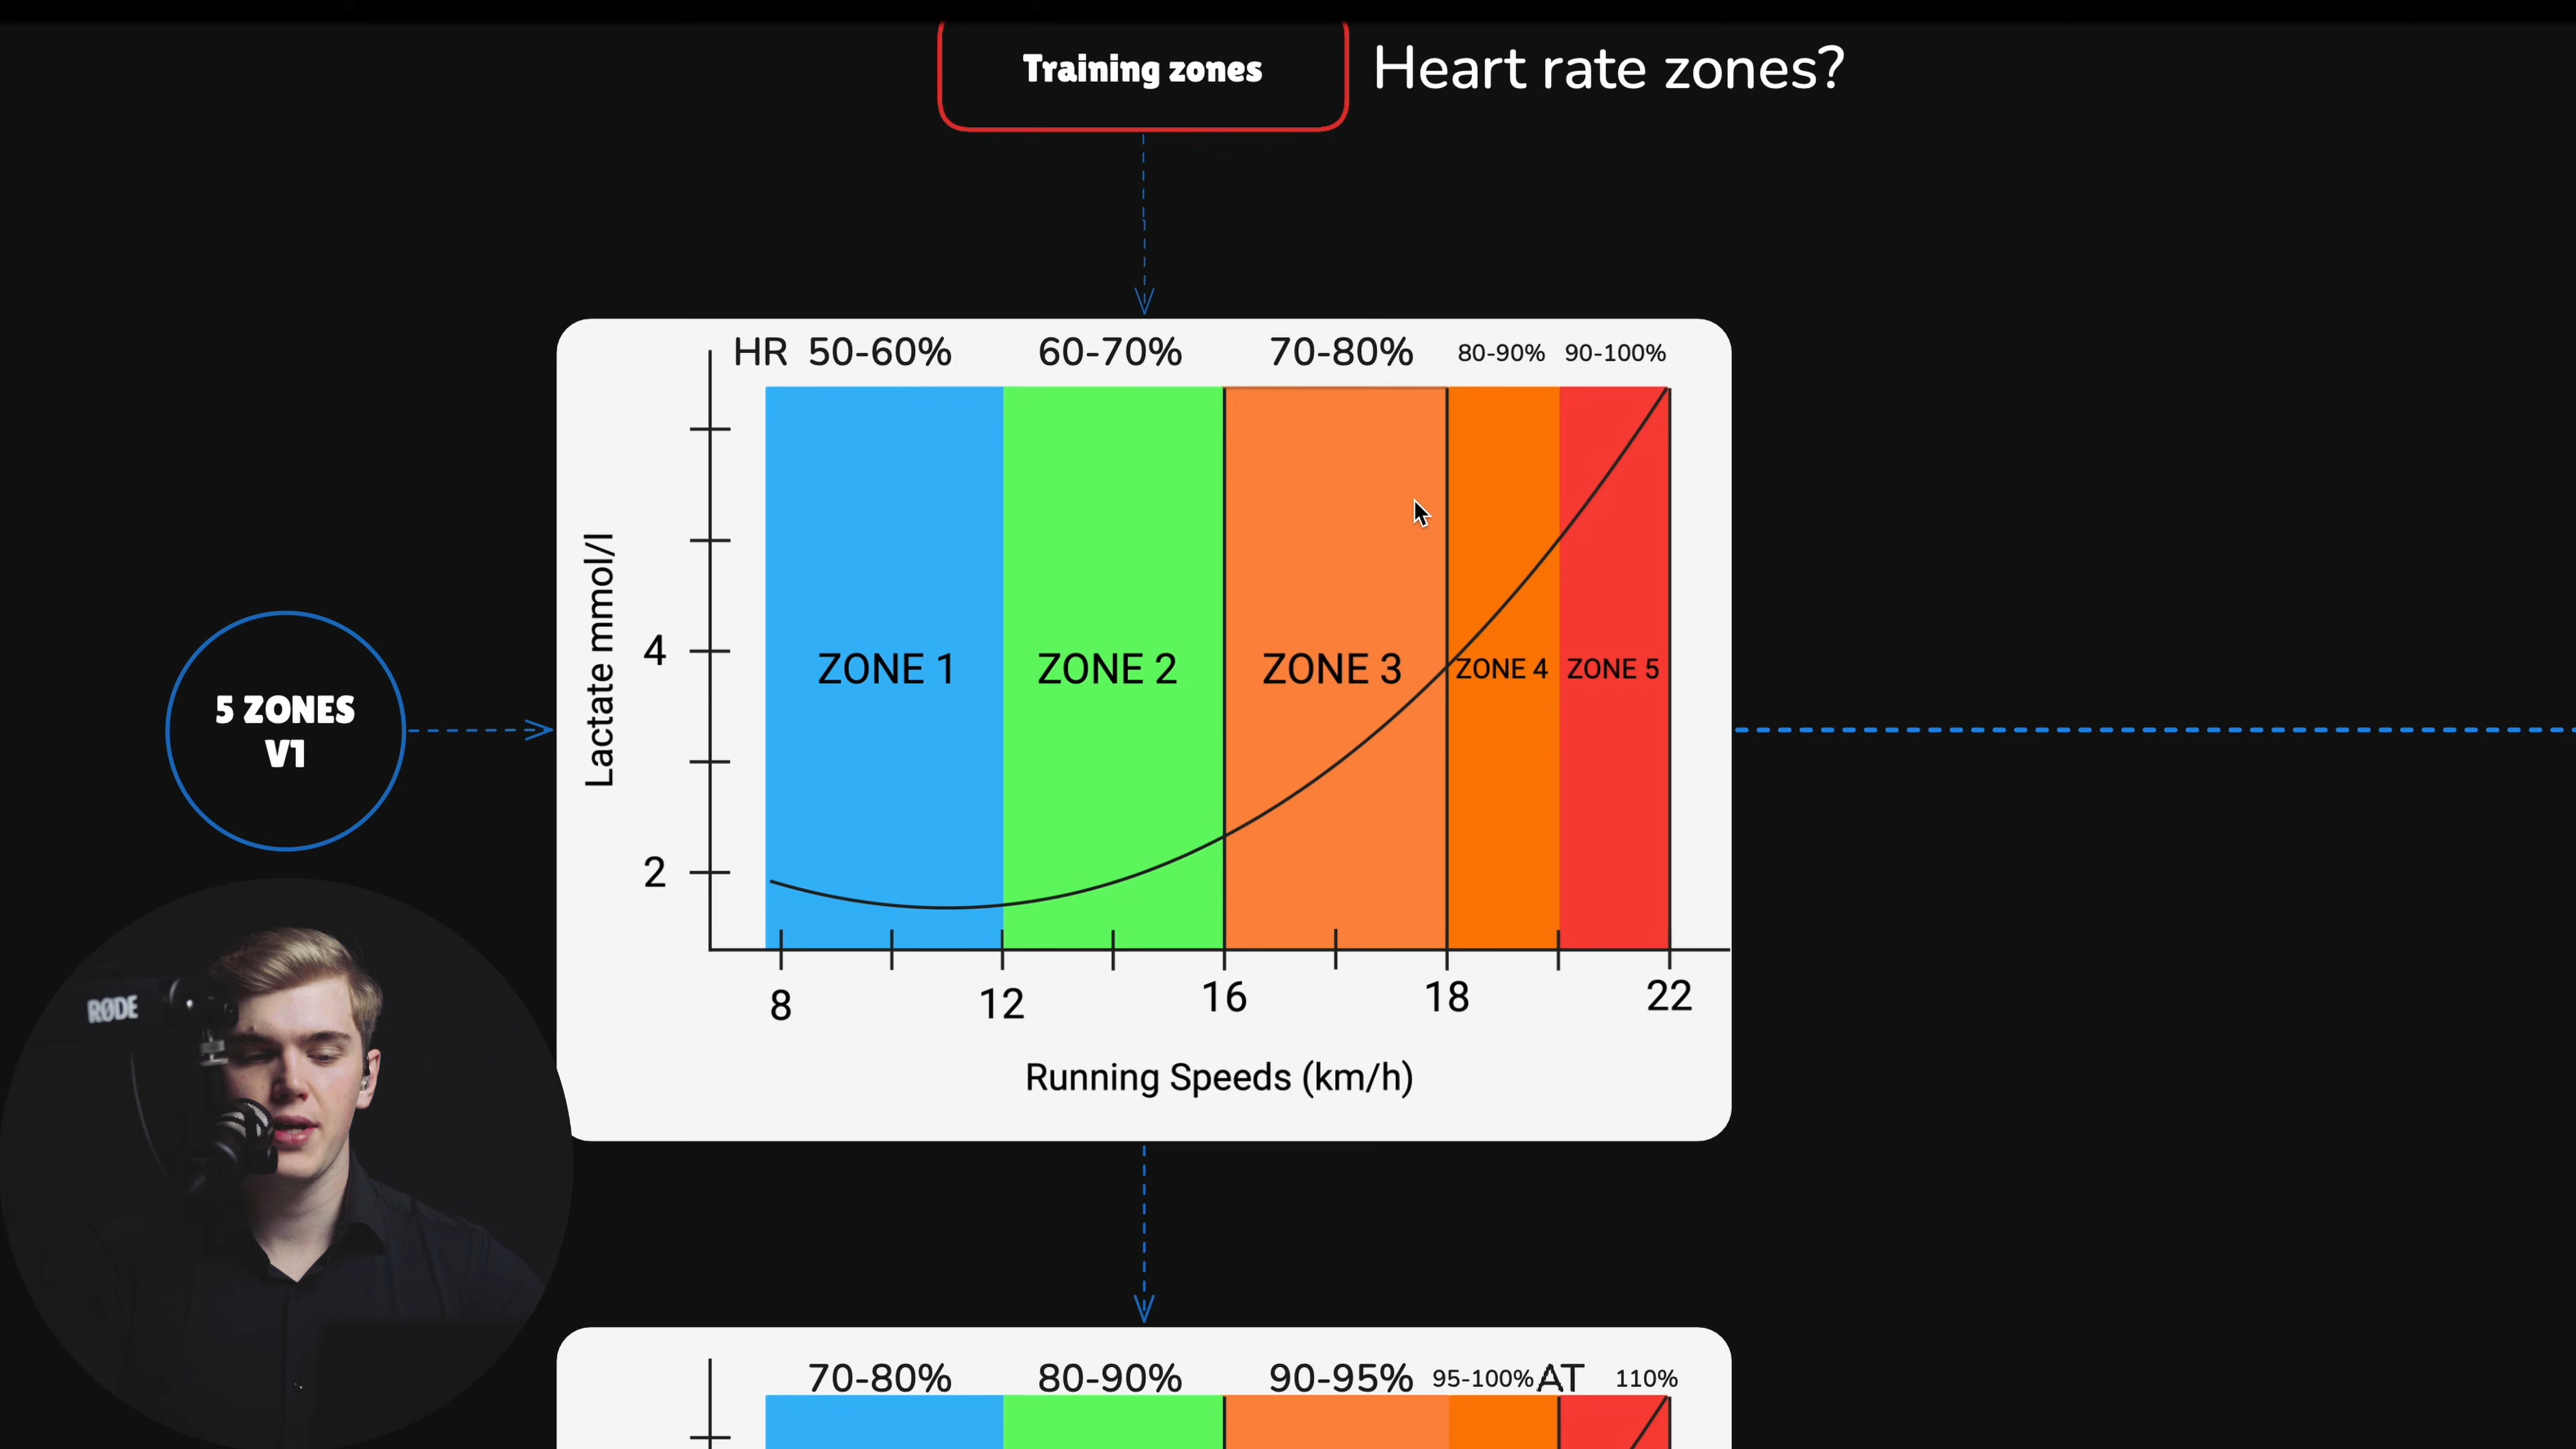 Training zones
Heart rate zones?
HR 50-60% 60-70% 70-80% 80-90% 90-100%
Lactate mmol/l
4
2
ZONE 1 ZONE 2 ZONE 3 ZONE 4 ZONE 5
8 12 16 18 22
Running Speeds (km/h)
5 ZONES
V1
RØDE
70-80% 80-90% 90-95% 95-100% AT 110%